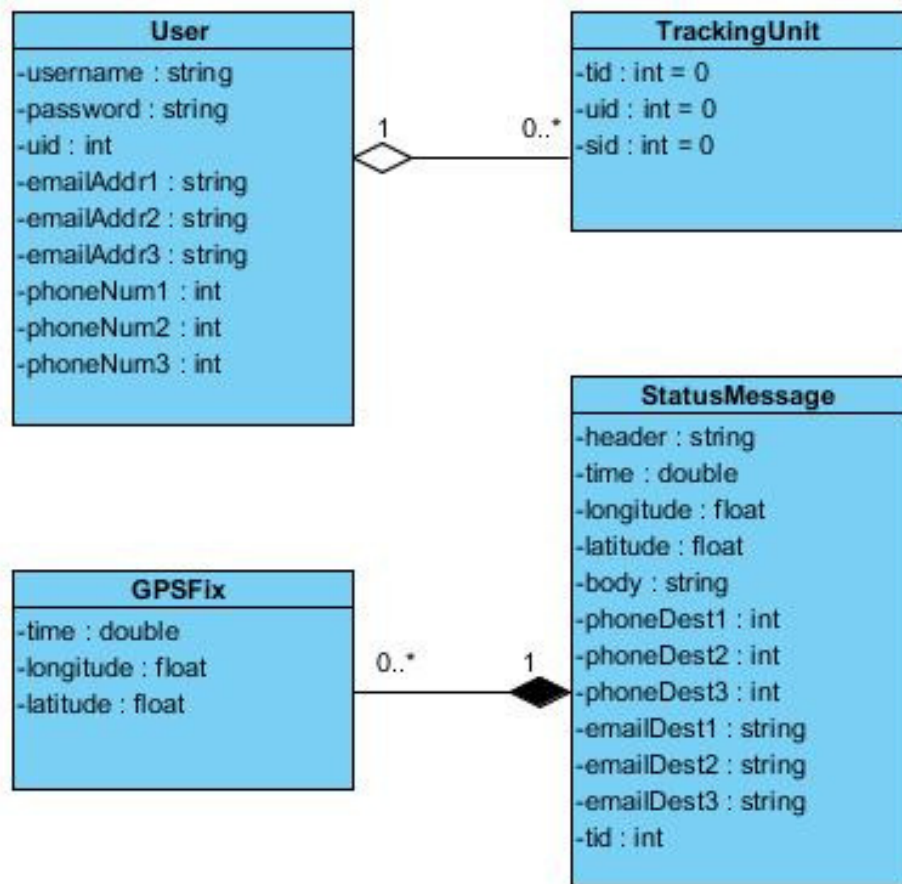 User
-username : string
-password : string
-uid : int
-emailAddr1 : string
-emailAddr2 : string
-emailAddr3 : string
-phoneNum1 : int
-phoneNum2 : int
-phoneNum3 : int
1
0..*
TrackingUnit
-tid : int = 0
-uid : int = 0
-sid : int = 0
GPSFix
-time : double
-longitude : float
-latitude : float
0..*
1
StatusMessage
-header : string
-time : double
-longitude : float
-latitude : float
-body : string
-phoneDest1 : int
-phoneDest2 : int
-phoneDest3 : int
-emailDest1 : string
-emailDest2 : string
-emailDest3 : string
-tid : int